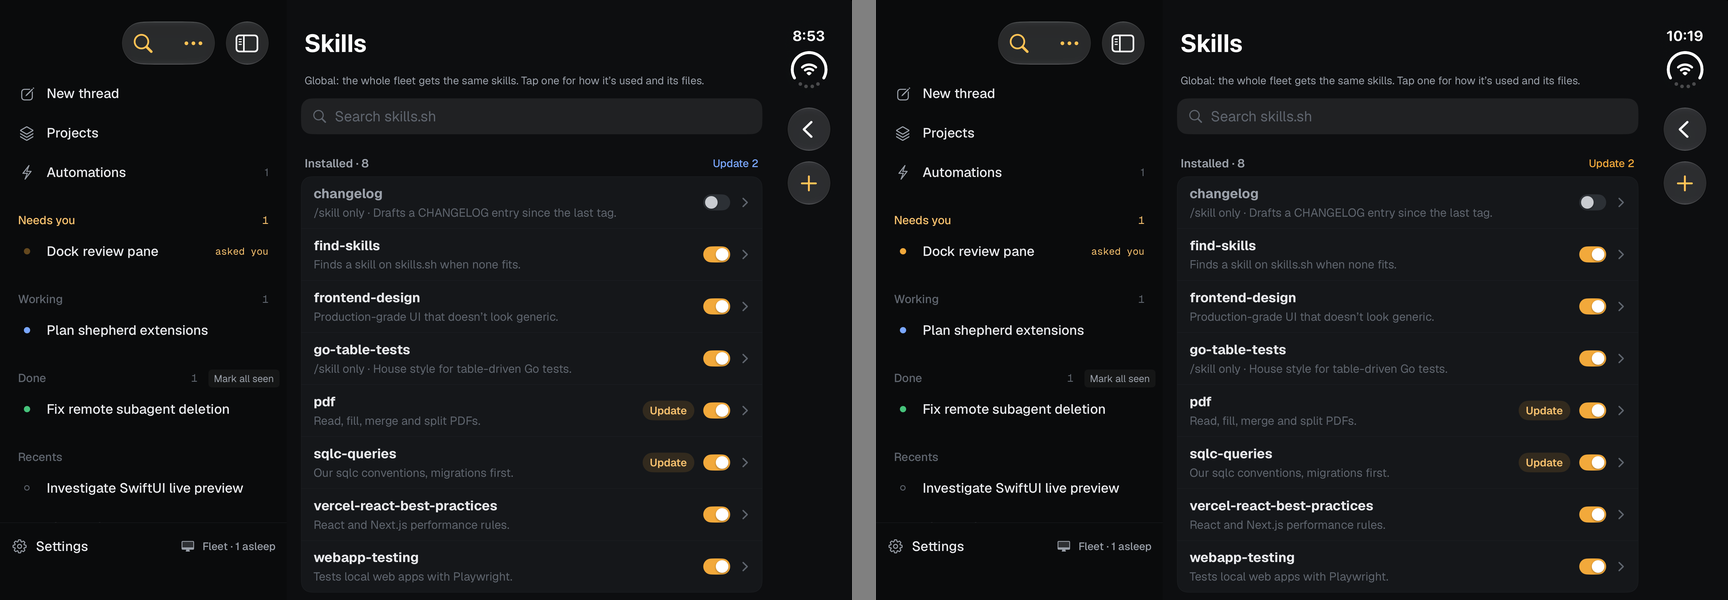 New thread
Projects
Automations 1
Needs you 1
Dock review pane asked you
Working 1
Plan shepherd extensions
Done 1 Mark all seen
Fix remote subagent deletion
Recents
Investigate SwiftUI live preview
Settings Fleet · 1 asleep
Skills
Global: the whole fleet gets the same skills. Tap one for how it's used and its files.
Search skills.sh
Installed · 8 Update 2
changelog
/skill only · Drafts a CHANGELOG entry since the last tag.
find-skills
Finds a skill on skills.sh when none fits.
frontend-design
Production-grade UI that doesn't look generic.
go-table-tests
/skill only · House style for table-driven Go tests.
pdf Update
Read, fill, merge and split PDFs.
sqlc-queries Update
Our sqlc conventions, migrations first.
vercel-react-best-practices
React and Next.js performance rules.
webapp-testing
Tests local web apps with Playwright.
8:53
New thread
Projects
Automations 1
Needs you 1
Dock review pane asked you
Working 1
Plan shepherd extensions
Done 1 Mark all seen
Fix remote subagent deletion
Recents
Investigate SwiftUI live preview
Settings Fleet · 1 asleep
Skills
Global: the whole fleet gets the same skills. Tap one for how it's used and its files.
Search skills.sh
Installed · 8 Update 2
changelog
/skill only · Drafts a CHANGELOG entry since the last tag.
find-skills
Finds a skill on skills.sh when none fits.
frontend-design
Production-grade UI that doesn't look generic.
go-table-tests
/skill only · House style for table-driven Go tests.
pdf Update
Read, fill, merge and split PDFs.
sqlc-queries Update
Our sqlc conventions, migrations first.
vercel-react-best-practices
React and Next.js performance rules.
webapp-testing
Tests local web apps with Playwright.
10:19